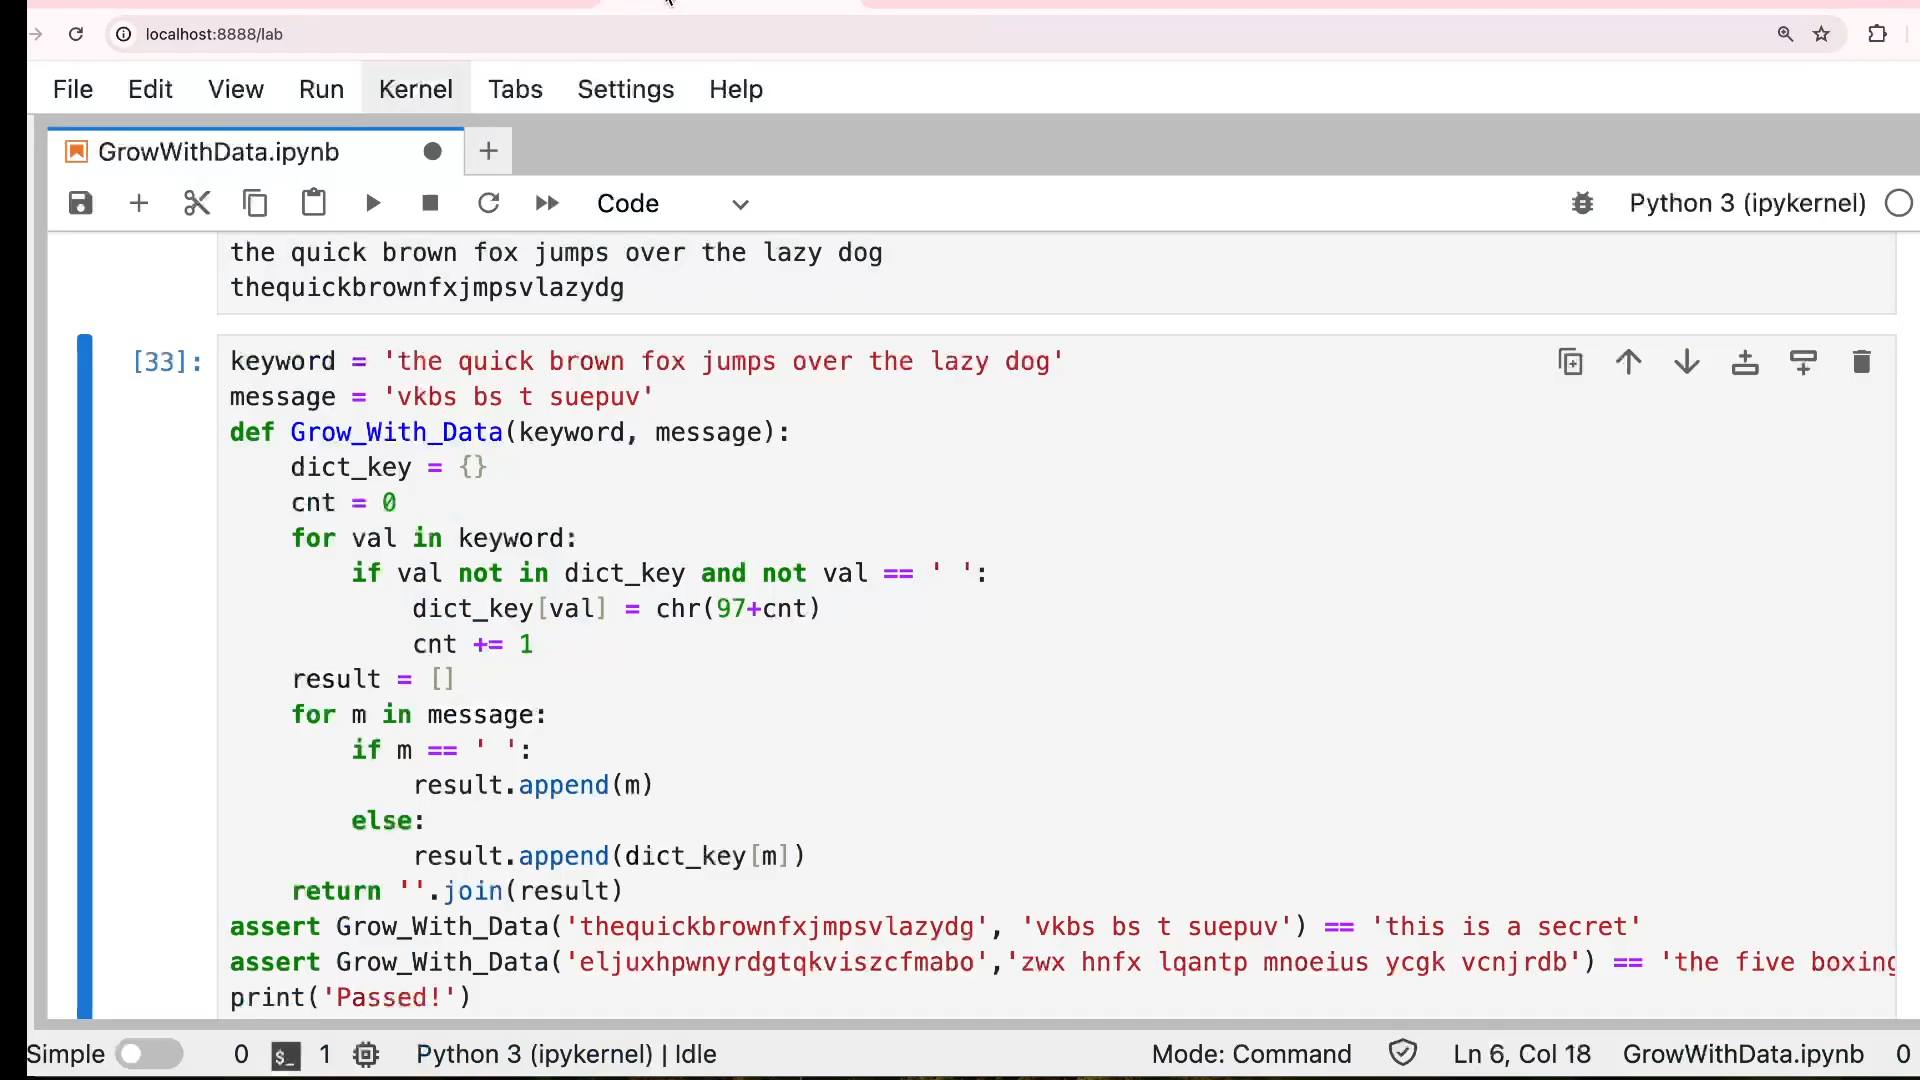 localhost:8888/lab
File Edit View Run Kernel Tabs Settings Help
GrowWithData.ipynb
Code
Python 3 (ipykernel)
the quick brown fox jumps over the lazy dog
thequickbrownfxjmpsvlazydg
[33]:
keyword = 'the quick brown fox jumps over the lazy dog'
message = 'vkbs bs t suepuv'
def Grow_With_Data(keyword, message):
    dict_key = {}
    cnt = 0
    for val in keyword:
        if val not in dict_key and not val == ' ':
            dict_key[val] = chr(97+cnt)
            cnt += 1
    result = []
    for m in message:
        if m == ' ':
            result.append(m)
        else:
            result.append(dict_key[m])
    return ''.join(result)
assert Grow_With_Data('thequickbrownfxjmpsvlazydg', 'vkbs bs t suepuv') == 'this is a secret'
assert Grow_With_Data('eljuxhpwnyrdgtqkviszcfmabo','zwx hnfx lqantp mnoeius ycgk vcnjrdb') == 'the five boxing
print('Passed!')
Simple 0 $_ 1 Python 3 (ipykernel) | Idle Mode: Command Ln 6, Col 18 GrowWithData.ipynb 0